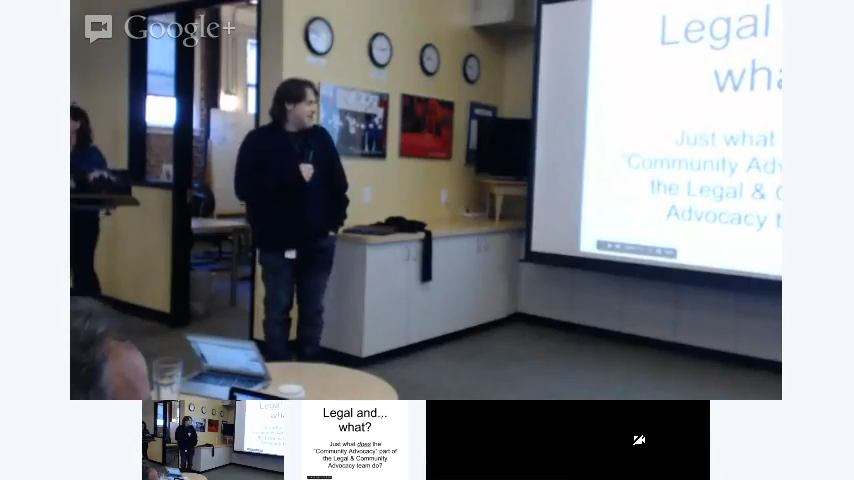 Google+
Legal
wha
Just what
"Community Adv
the Legal & C
Advocacy t
Legal and...
what?
Just what does the
"Community Advocacy" part of
the Legal & Community
Advocacy team do?